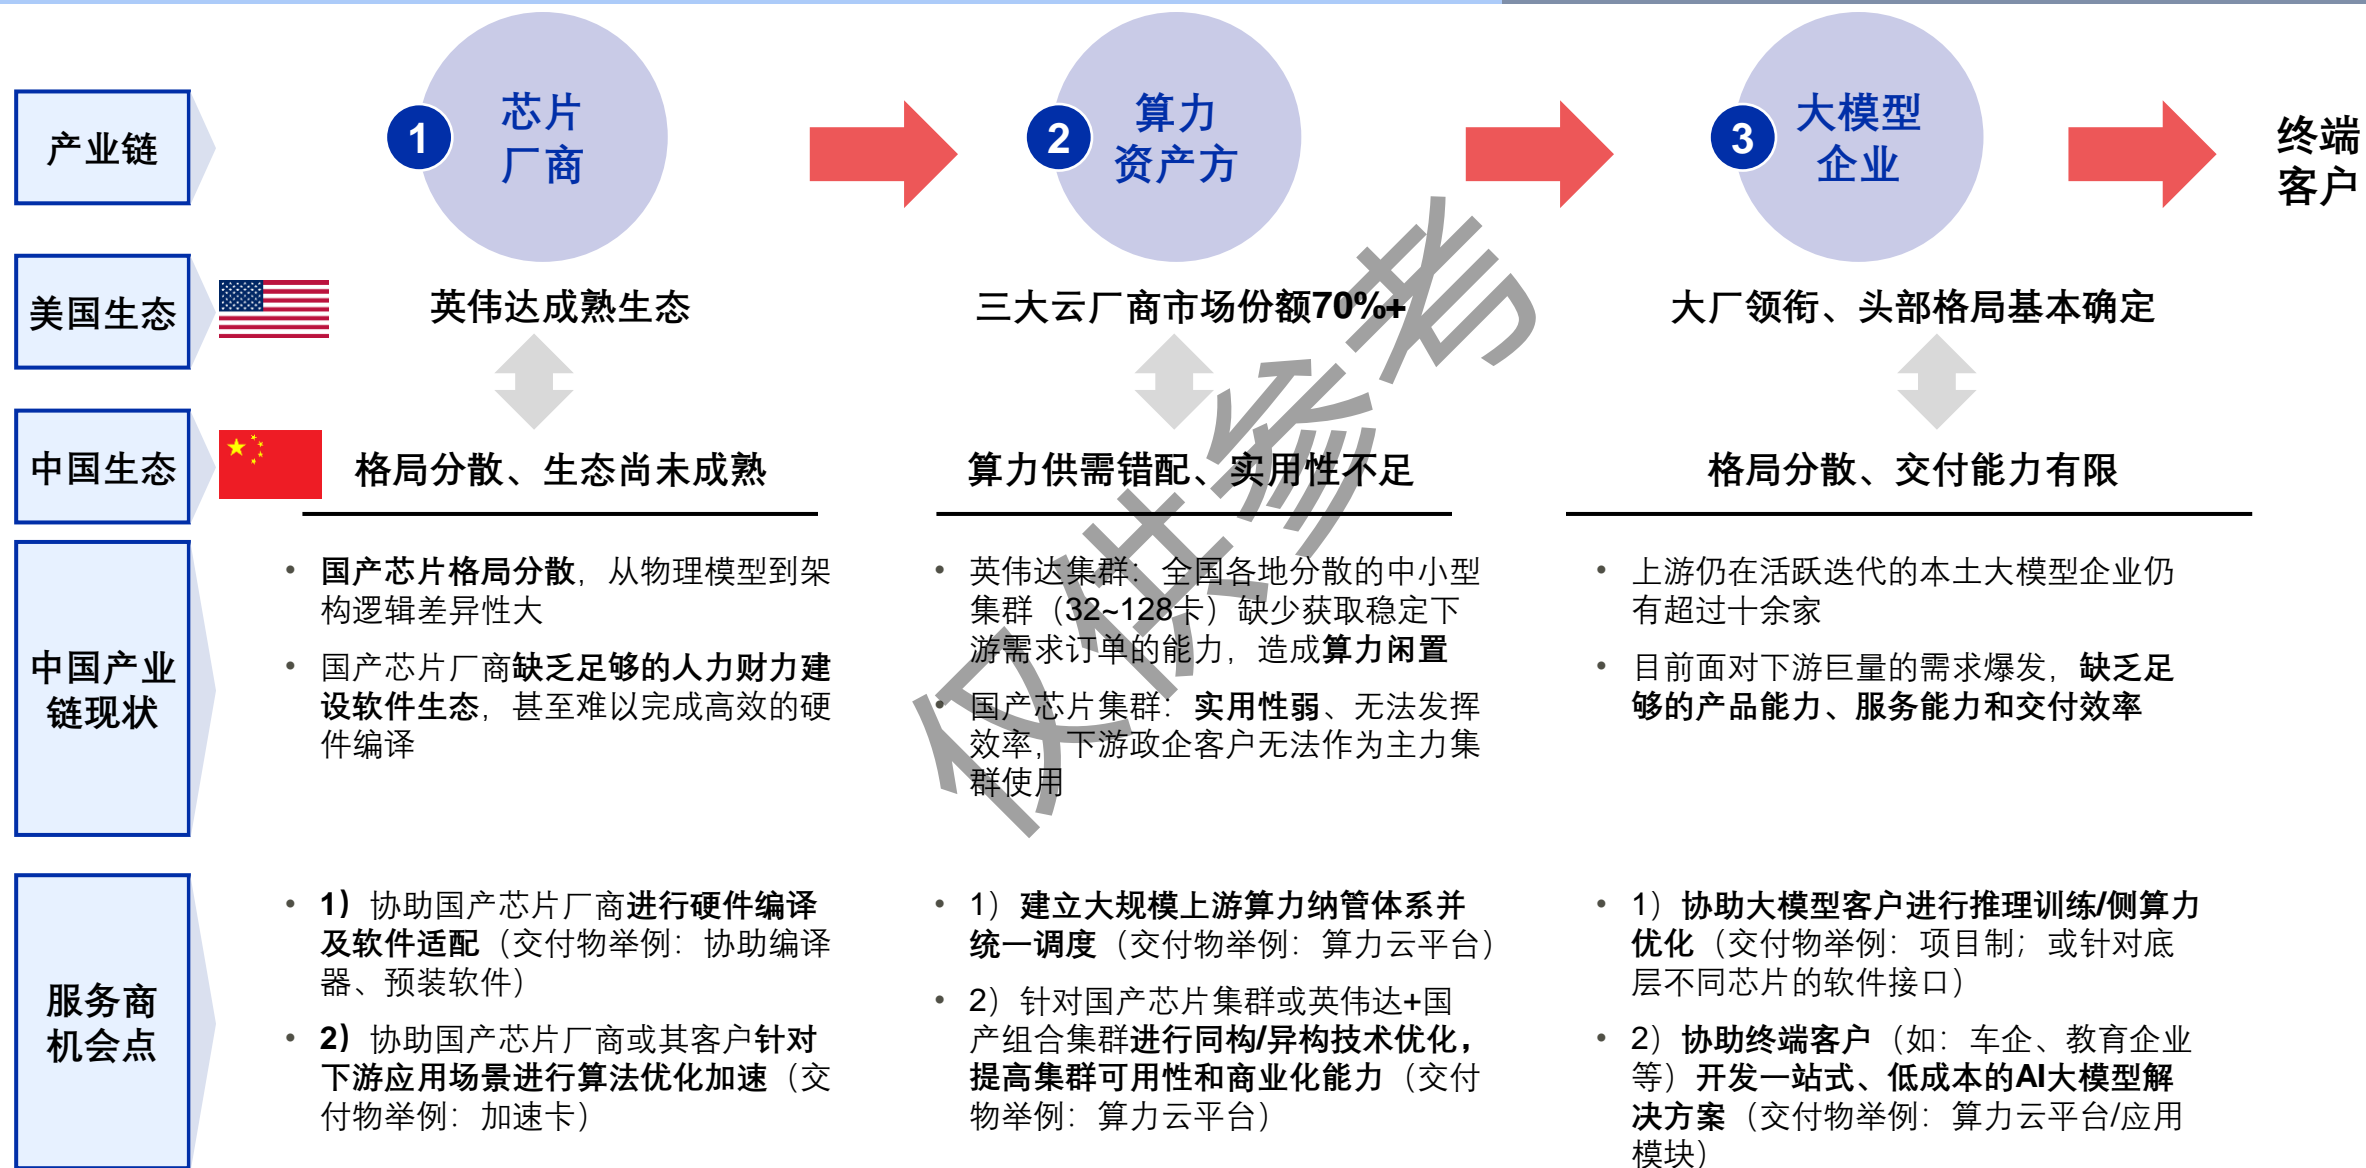 产业链
1
芯片
厂商
2
算力
资产方
3
大模型
企业
终端
客户
美国生态
英伟达成熟生态
三大云厂商市场份额70%+
大厂领衔、头部格局基本确定
中国生态
格局分散、生态尚未成熟
算力供需错配、实用性不足
格局分散、交付能力有限
中国产业
链现状
• 国产芯片格局分散，从物理模型到架
构逻辑差异性大
• 国产芯片厂商缺乏足够的人力财力建
设软件生态，甚至难以完成高效的硬
件编译
• 英伟达集群：全国各地分散的中小型
集群（32~128卡）缺少获取稳定下
游需求订单的能力，造成算力闲置
• 国产芯片集群：实用性弱、无法发挥
效率，下游政企客户无法作为主力集
群使用
• 上游仍在活跃迭代的本土大模型企业仍
有超过十余家
• 目前面对下游巨量的需求爆发，缺乏足
够的产品能力、服务能力和交付效率
服务商
机会点
• 1）协助国产芯片厂商进行硬件编译
及软件适配（交付物举例：协助编译
器、预装软件）
• 2）协助国产芯片厂商或其客户针对
下游应用场景进行算法优化加速（交
付物举例：加速卡）
• 1）建立大规模上游算力纳管体系并
统一调度（交付物举例：算力云平台）
• 2）针对国产芯片集群或英伟达+国
产组合集群进行同构/异构技术优化，
提高集群可用性和商业化能力（交付
物举例：算力云平台）
• 1）协助大模型客户进行推理训练/侧算力
优化（交付物举例：项目制；或针对底
层不同芯片的软件接口）
• 2）协助终端客户（如：车企、教育企业
等）开发一站式、低成本的AI大模型解
决方案（交付物举例：算力云平台/应用
模块）
仅供参考